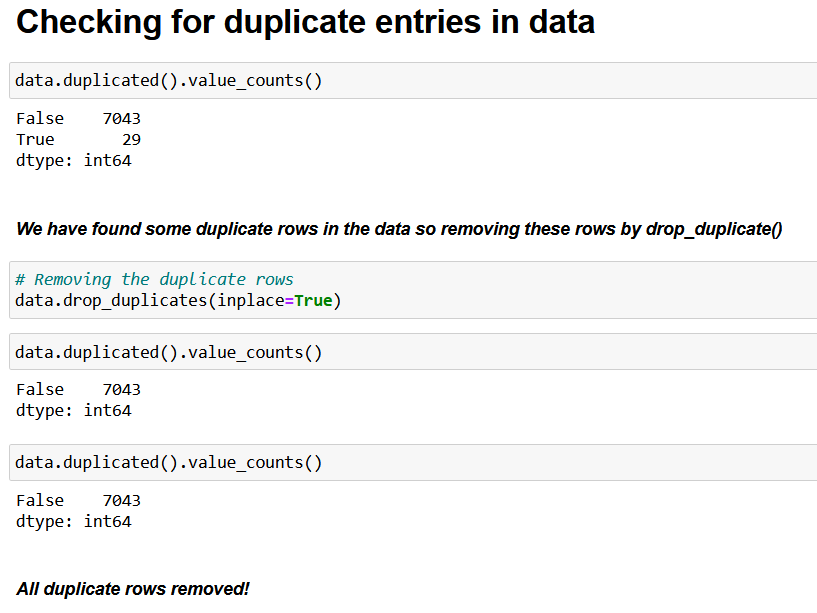 Checking for duplicate entries in data
data.duplicated().value_counts()
False    7043
True       29
dtype: int64
We have found some duplicate rows in the data so removing these rows by drop_duplicate()
# Removing the duplicate rows
data.drop_duplicates(inplace=True)
data.duplicated().value_counts()
False    7043
dtype: int64
data.duplicated().value_counts()
False    7043
dtype: int64
All duplicate rows removed!